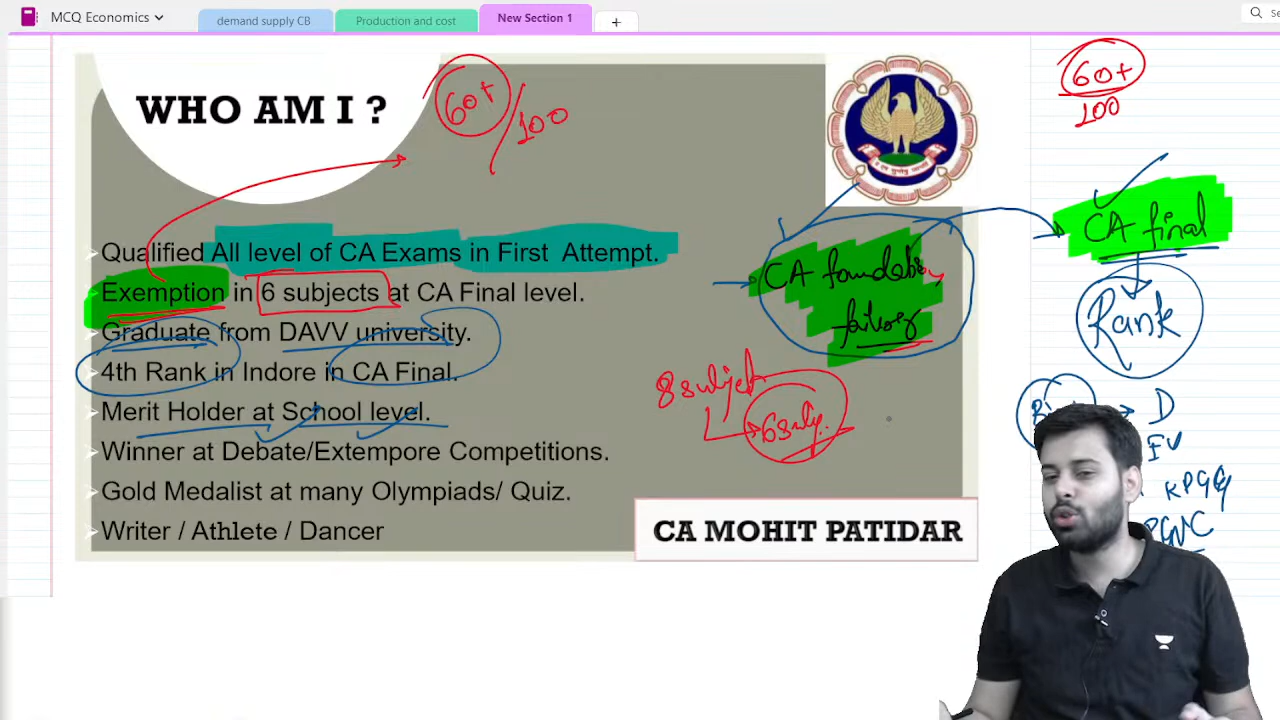 MCQ Economics
demand supply CB
Production and cost
New Section 1
+
Se
WHO AM I ?
60+/100
60+
100
Qualified All level of CA Exams in First Attempt.
Exemption in 6 subjects at CA Final level.
Graduate from DAVV university.
4th Rank in Indore in CA Final.
Merit Holder at School level.
Winner at Debate/Extempore Competitions.
Gold Medalist at many Olympiads/ Quiz.
Writer / Athlete / Dancer
CA
CA final
Rank
8 subject
6 subj.
D
KPGG
CA MOHIT PATIDAR